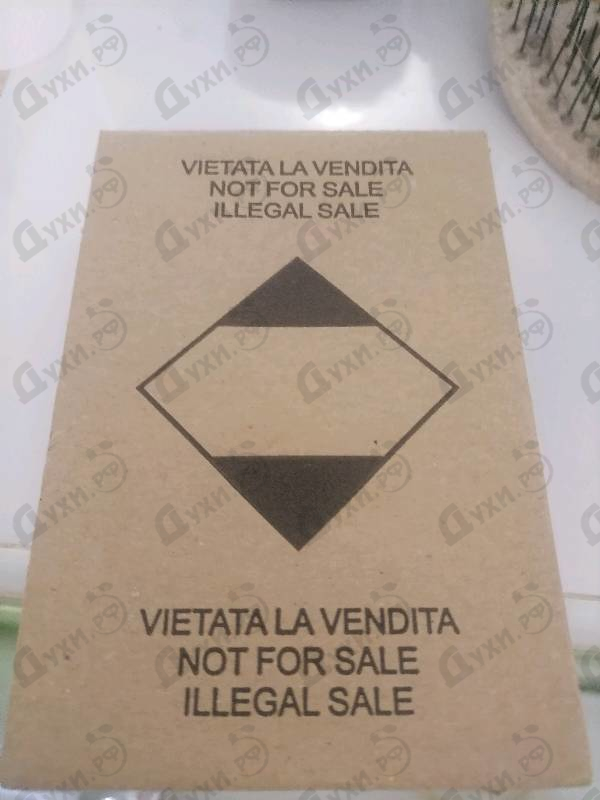 VIETATA LA VENDITA
NOT FOR SALE
ILLEGAL SALE
VIETATA LA VENDITA
NOT FOR SALE
ILLEGAL SALE
Духи.рф